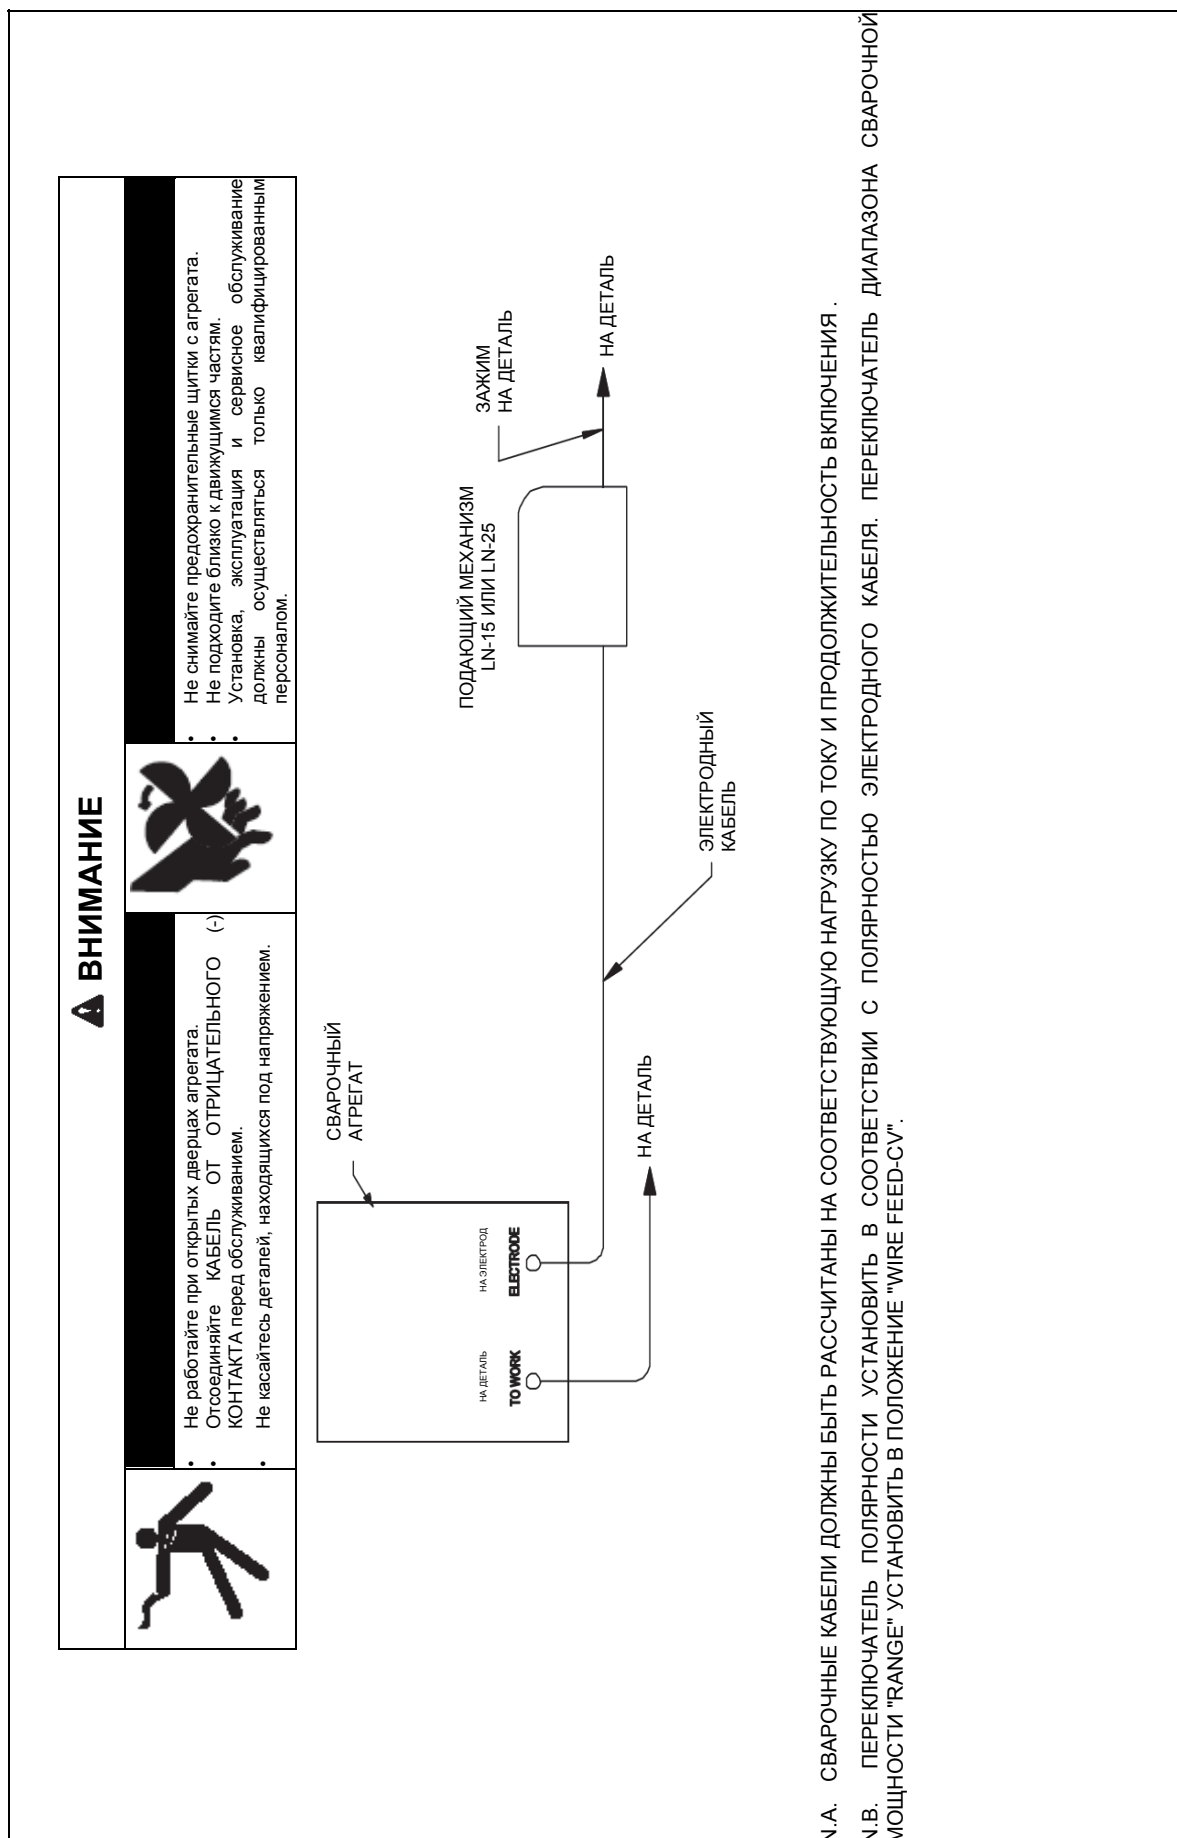 ВНИМАНИЕ
• Не работайте при открытых дверцах агрегата.
• Отсоединяйте КАБЕЛЬ ОТ ОТРИЦАТЕЛЬНОГО (-)
КОНТАКТА перед обслуживанием.
• Не касайтесь деталей, находящихся под напряжением.
• Не снимайте предохранительные щитки с агрегата.
• Не подходите близко к движущимся частям.
• Установка, эксплуатация и сервисное обслуживание
должны осуществляться только квалифицированным
персоналом.
СВАРОЧНЫЙ
АГРЕГАТ
НА ДЕТАЛЬ
TO WORK
НА ЭЛЕКТРОД
ELECTRODE
НА ДЕТАЛЬ
ЭЛЕКТРОДНЫЙ
КАБЕЛЬ
ПОДАЮЩИЙ МЕХАНИЗМ
LN-15 ИЛИ LN-25
ЗАЖИМ
НА ДЕТАЛЬ
НА ДЕТАЛЬ
N.A. СВАРОЧНЫЕ КАБЕЛИ ДОЛЖНЫ БЫТЬ РАССЧИТАНЫ НА СООТВЕТСТВУЮЩУЮ НАГРУЗКУ ПО ТОКУ И ПРОДОЛЖИТЕЛЬНОСТЬ ВКЛЮЧЕНИЯ .
N.B. ПЕРЕКЛЮЧАТЕЛЬ ПОЛЯРНОСТИ УСТАНОВИТЬ В СООТВЕТСТВИИ С ПОЛЯРНОСТЬЮ ЭЛЕКТРОДНОГО КАБЕЛЯ. ПЕРЕКЛЮЧАТЕЛЬ ДИАПАЗОНА СВАРОЧНОЙ
МОЩНОСТИ "RANGE" УСТАНОВИТЬ В ПОЛОЖЕНИЕ "WIRE FEED-CV".